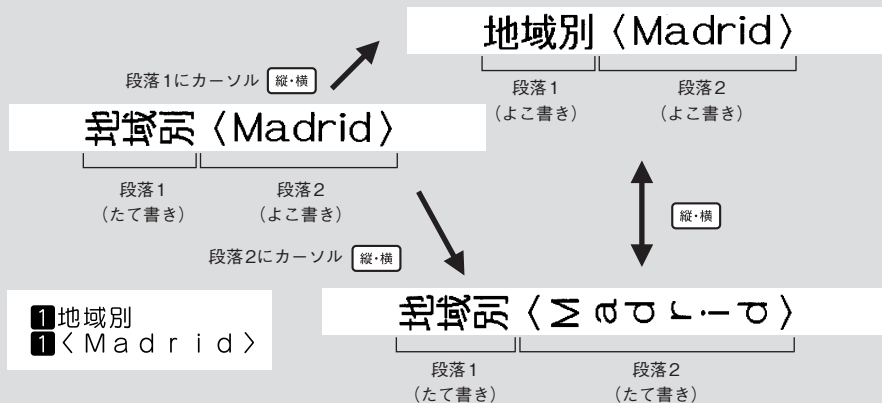 地域別〈Madrid〉
段落1
（よこ書き）
段落2
（よこ書き）
段落1にカーソル 縦・横
地域別〈Madrid〉
段落1
（たて書き）
段落2
（よこ書き）
縦・横
段落2にカーソル 縦・横
地域別〈Madrid〉
段落1
（たて書き）
段落2
（たて書き）
1地域別
1〈Madrid〉